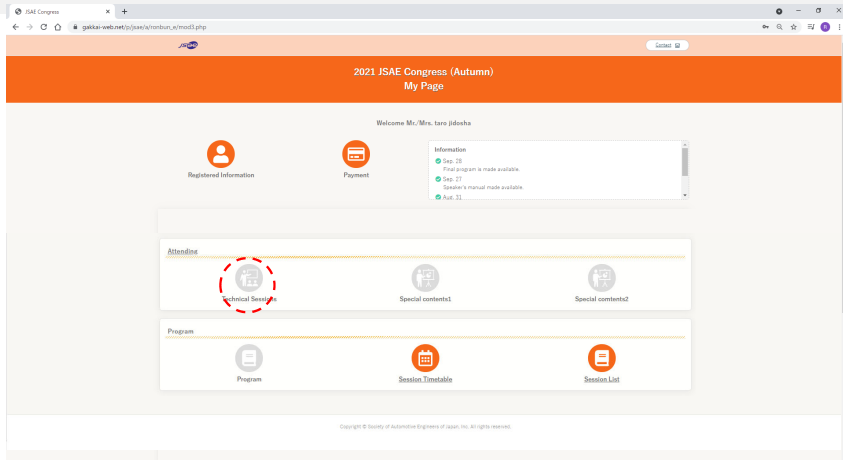 JSAE Congress
gakkai-web.net/p/jsae/a/ronbun_e/mod3.php
Contact
2021 JSAE Congress (Autumn)
My Page
Welcome Mr./Mrs. taro jidosha
Registered Information
Payment
Information
Sep. 28
Final program is made available.
Sep. 27
Speaker's manual made available.
Aug. 31
Attending
Technical Sessions
Special contents1
Special comtents2
Program
Program
Session Timetable
Session List
Copyright © Society of Automotive Engineers of Japan, Inc. All rights reserved.